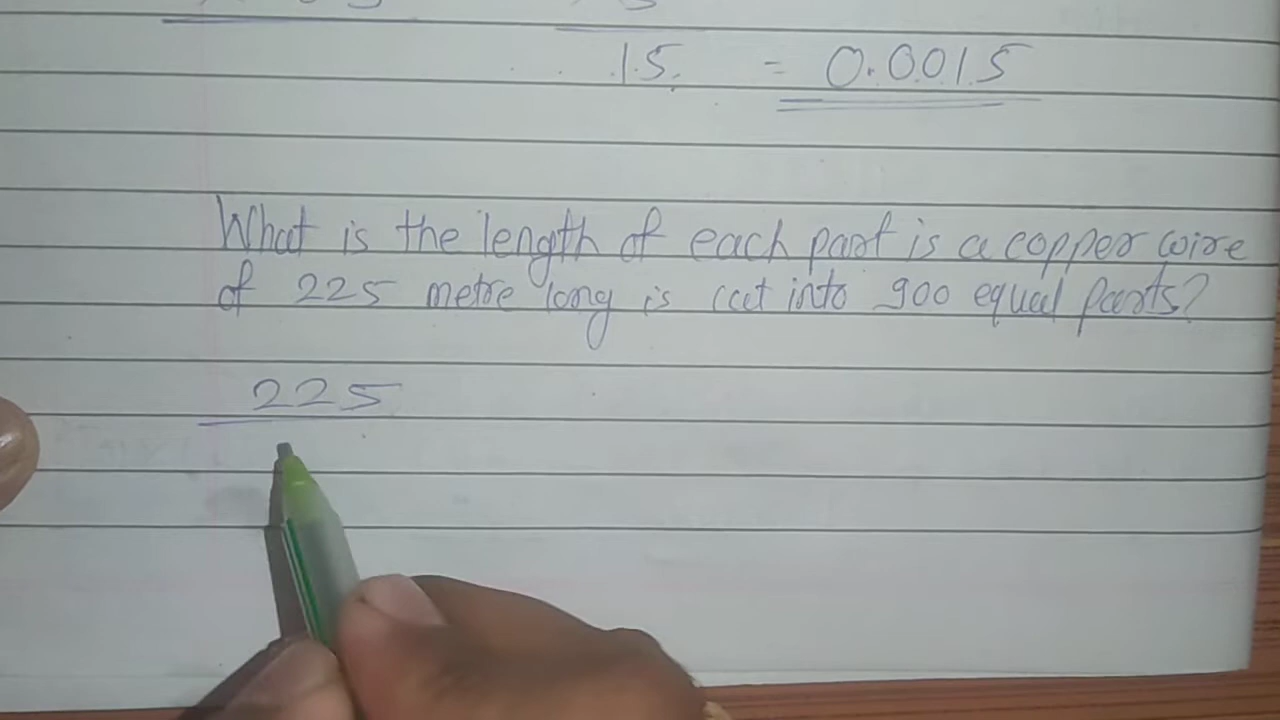 15 = 0.0015
What is the length of each part is a copper wire
of 225 metre long is cut into 900 equal parts?
225